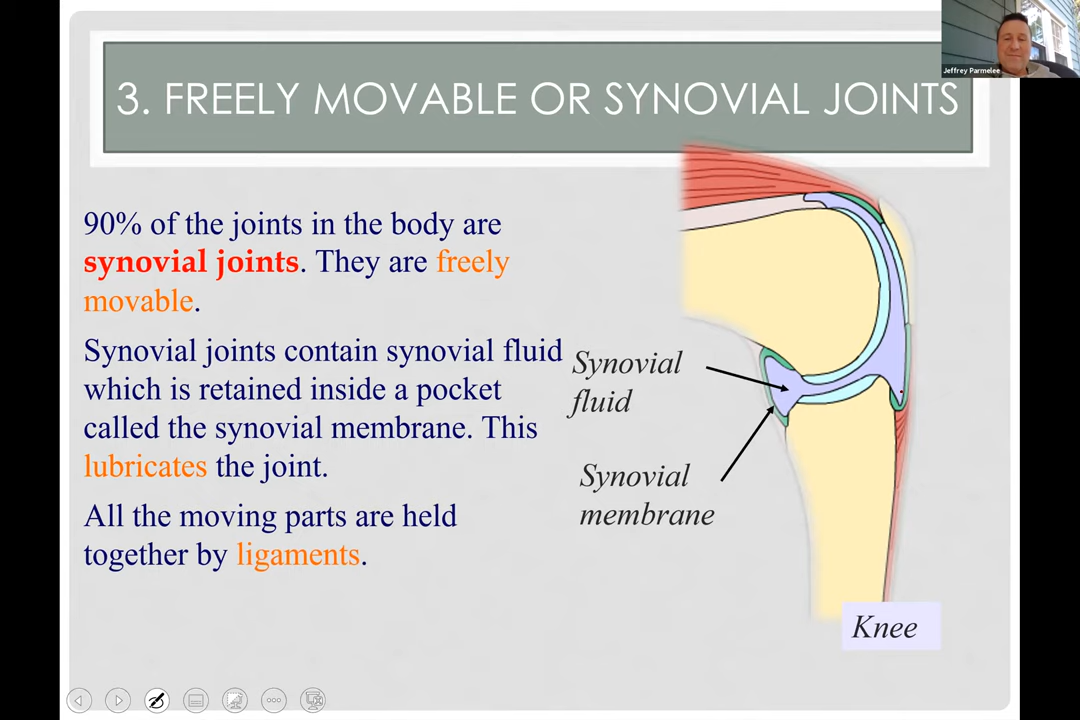 Jeffrey Parmelee
3. FREELY MOVABLE OR SYNOVIAL JOINTS
90% of the joints in the body are
synovial joints. They are freely
movable.
Synovial joints contain synovial fluid
which is retained inside a pocket
called the synovial membrane. This
lubricates the joint.
All the moving parts are held
together by ligaments.
Synovial
fluid
Synovial
membrane
Knee